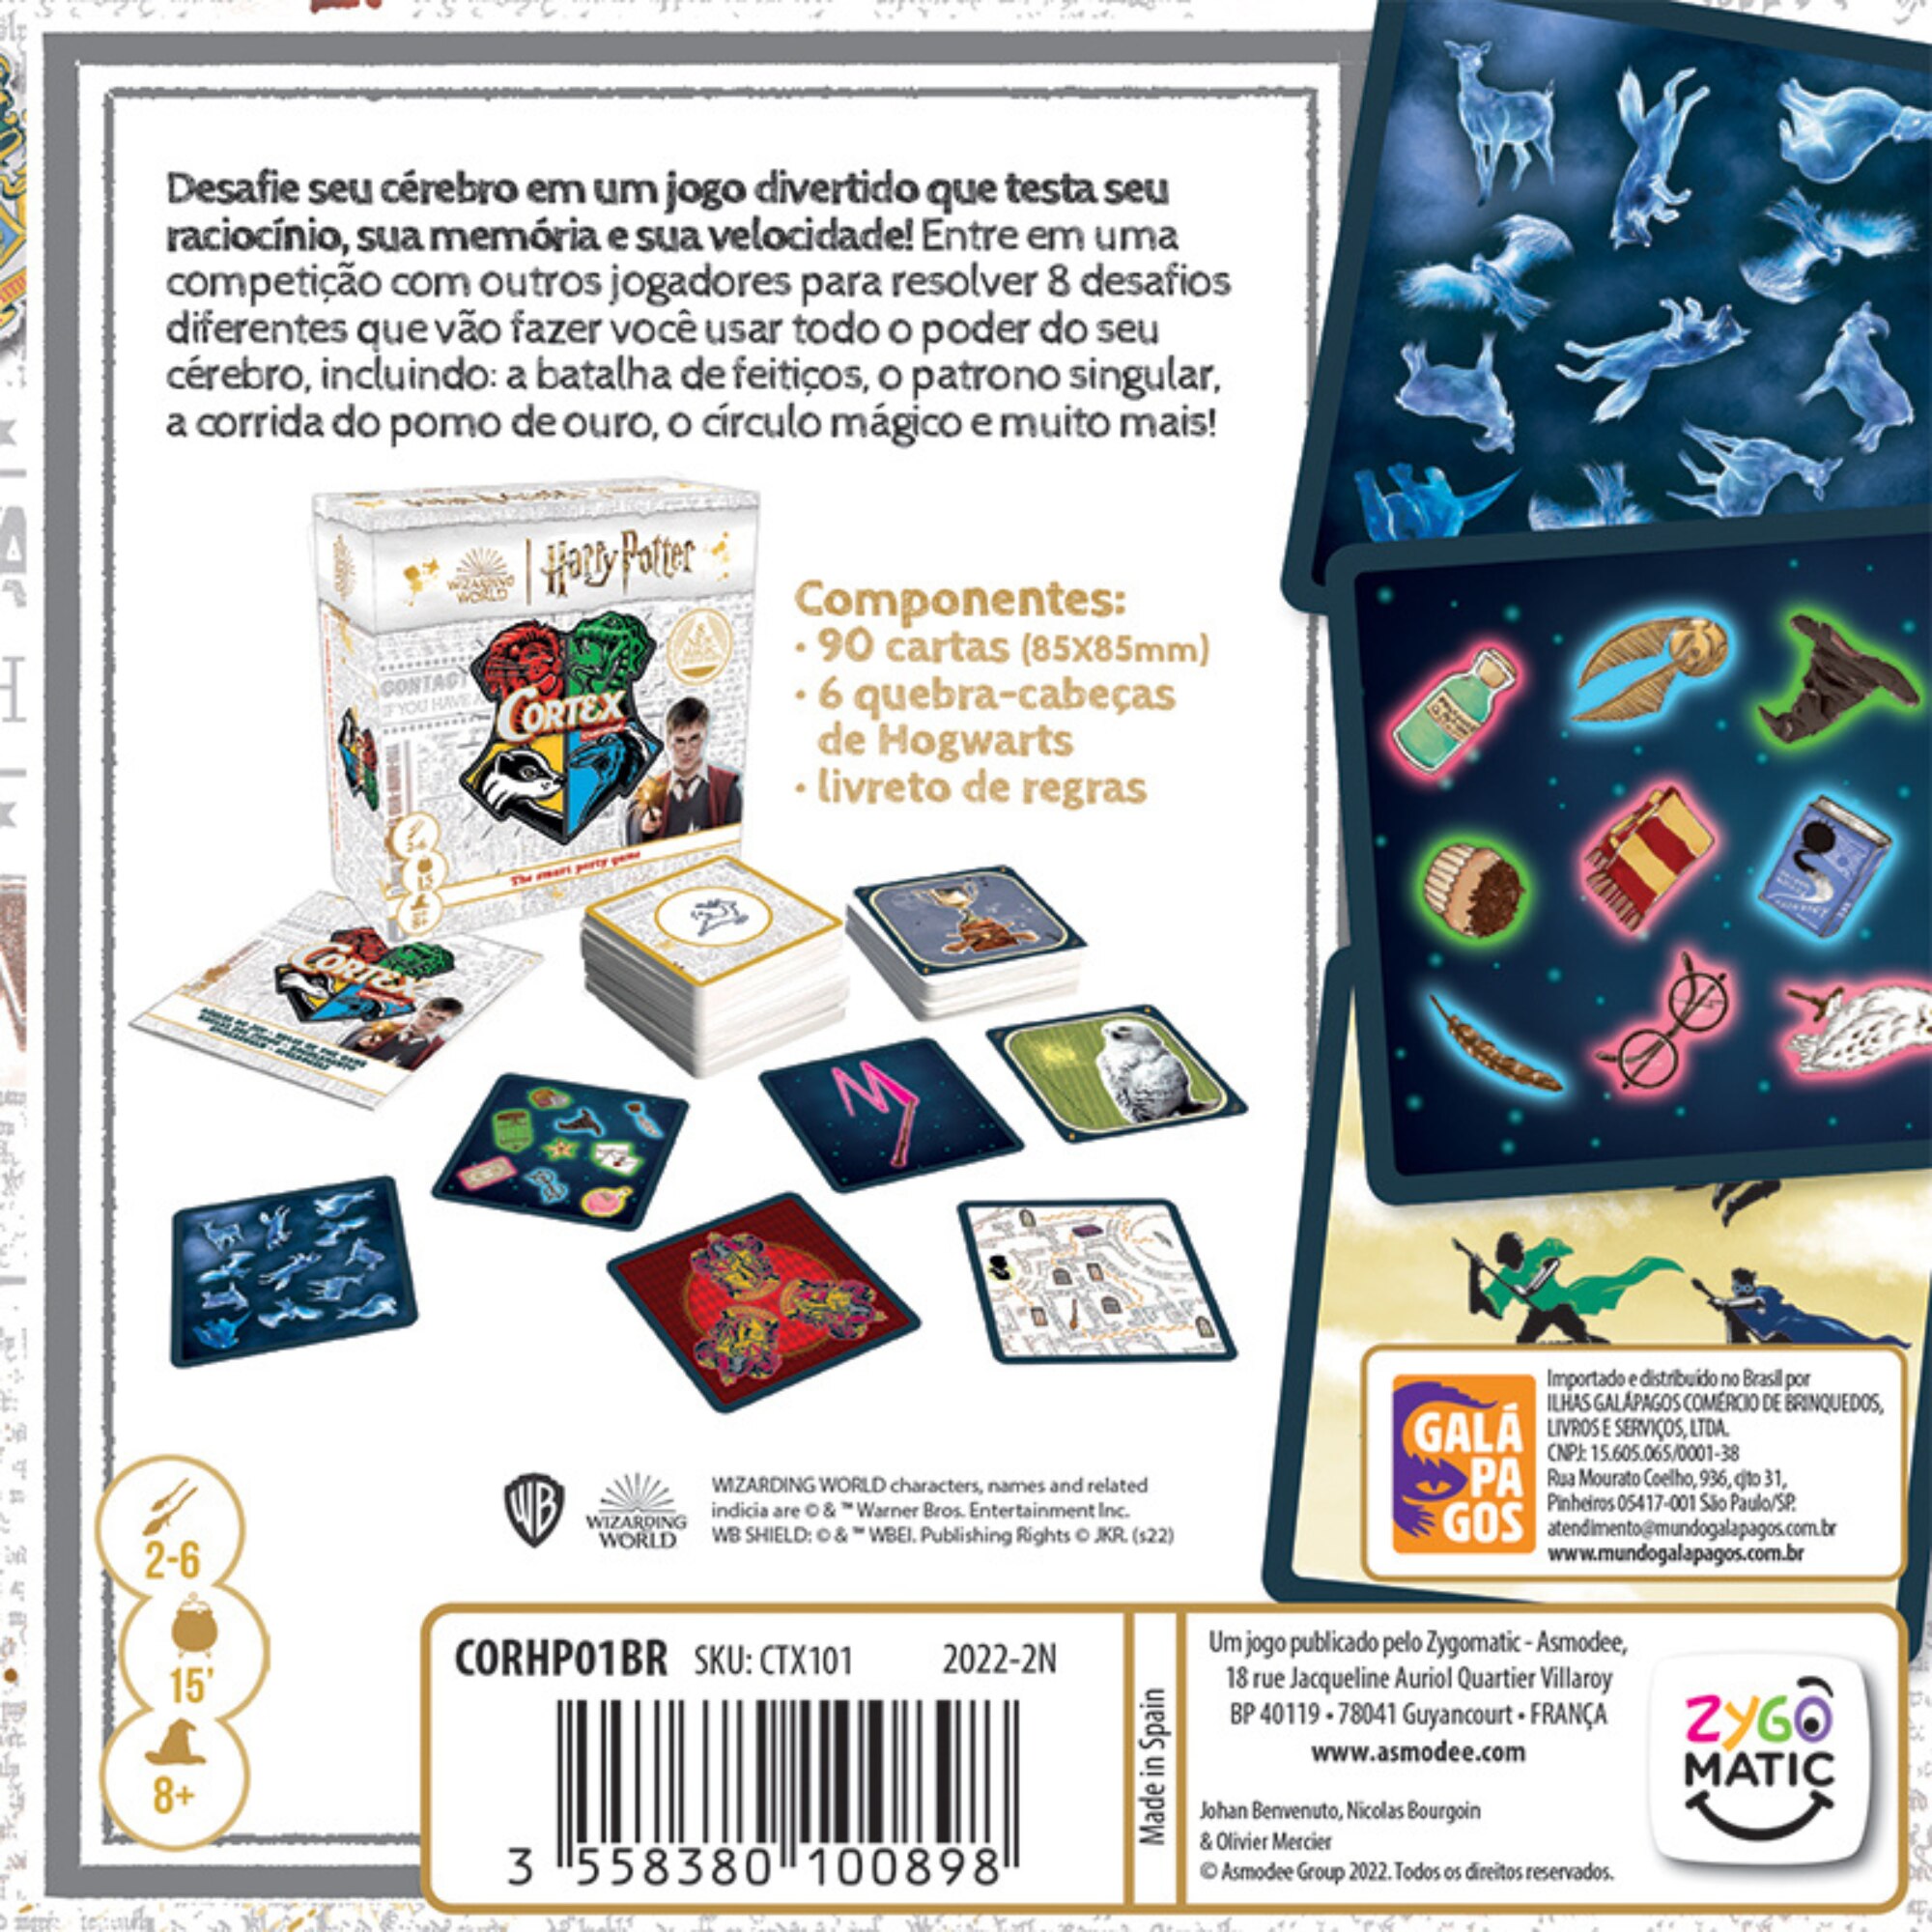 Desafie seu cérebro em um jogo divertido que testa seu
raciocínio, sua memória e sua velocidade! Entre em uma
competição com outros jogadores para resolver 8 desafios
diferentes que vão fazer você usar todo o poder do seu
cérebro, incluindo: a batalha de feitiços, o patrono singular,
a corrida do pomo de ouro, o círculo mágico e muito mais!
WIZARDING
WORLD
Harry Potter
CONTACT
IF YOU HAVE
CORTEX
The smart party game
Componentes:
• 90 cartas (85X85mm)
• 6 quebra-cabeças
de Hogwarts
• livreto de regras
CORTEX
WB
WIZARDING
WORLD
WIZARDING WORLD characters, names and related
indicia are © & ™ Warner Bros. Entertainment Inc.
WB SHIELD: © & ™ WBEI. Publishing Rights © JKR. (s22)
2-6
15'
8+
GALÁ
PA
GOS
Importado e distribuído no Brasil por
ILHAS GALÁPAGOS COMÉRCIO DE BRINQUEDOS,
LIVROS E SERVIÇOS, LTDA.
CNPJ: 15.605.065/0001-38
Rua Mourato Coelho, 936, cjto 31,
Pinheiros 05417-001 São Paulo/SP.
atendimento@mundogalapagos.com.br
www.mundogalapagos.com.br
CORHP01BR SKU: CTX101 2022-2N
3 558380 100898
Made in Spain
Um jogo publicado pelo Zygomatic - Asmodee,
18 rue Jacqueline Auriol Quartier Villaroy
BP 40119 • 78041 Guyancourt • FRANÇA
www.asmodee.com
Johan Benvenuto, Nicolas Bourgoin
& Olivier Mercier
© Asmodee Group 2022. Todos os direitos reservados.
ZYGO
MATIC